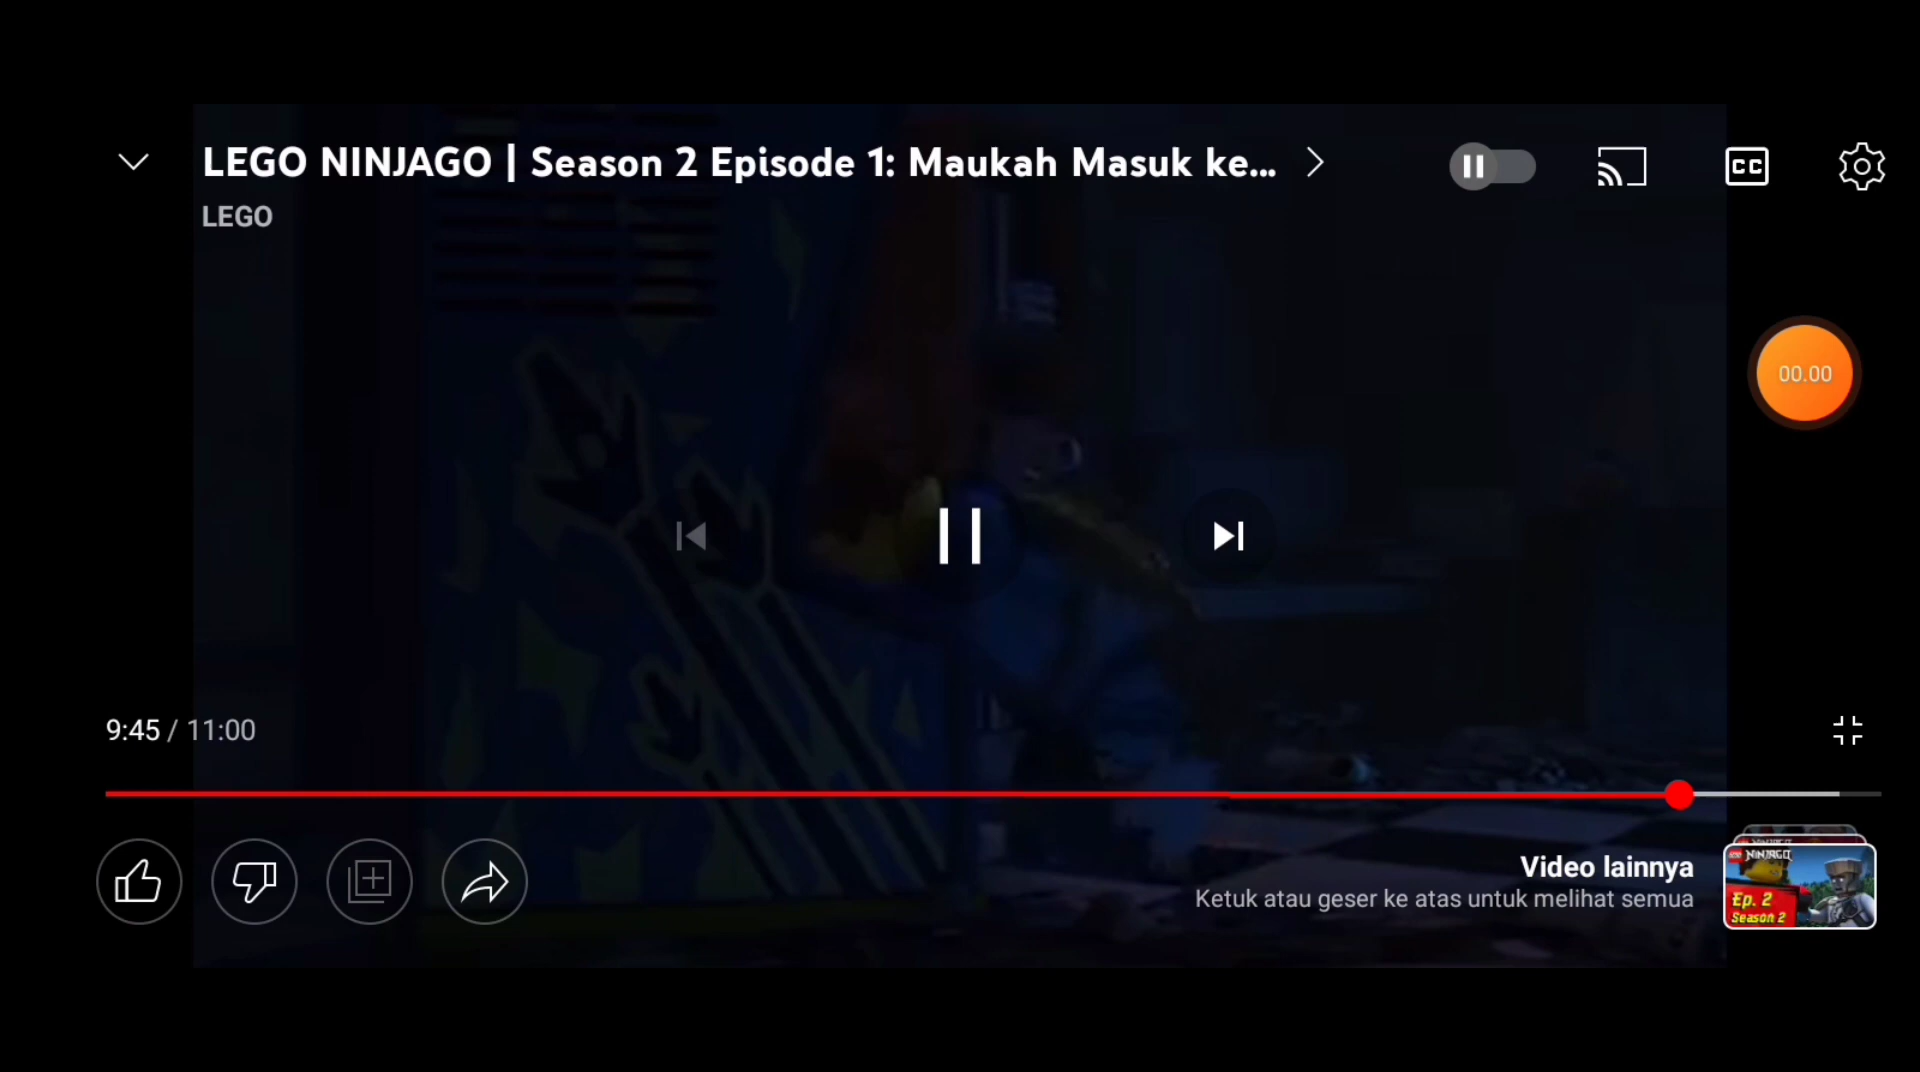 LEGO NINJAGO | Season 2 Episode 1: Maukah Masuk ke...
LEGO
CC
00.00
9:45 / 11:00
Video lainnya
Ketuk atau geser ke atas untuk melihat semua
NINJAGO
Ep. 2
Season 2